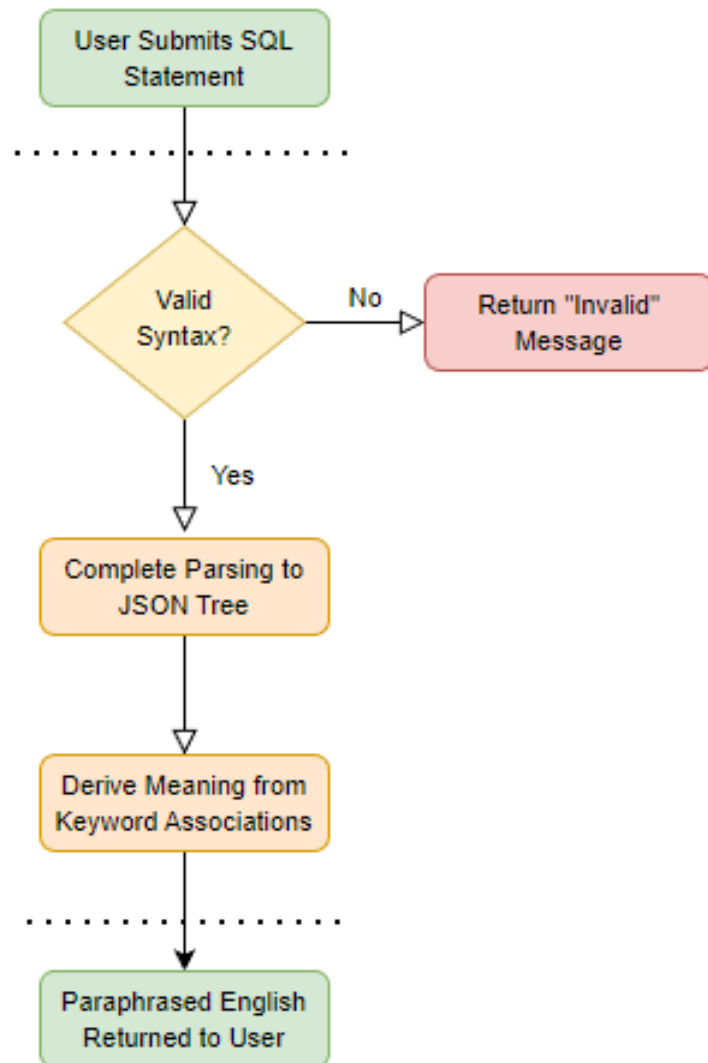 User Submits SQL
Statement
Valid
Syntax?
No
Return "Invalid"
Message
Yes
Complete Parsing to
JSON Tree
Derive Meaning from
Keyword Associations
Paraphrased English
Returned to User